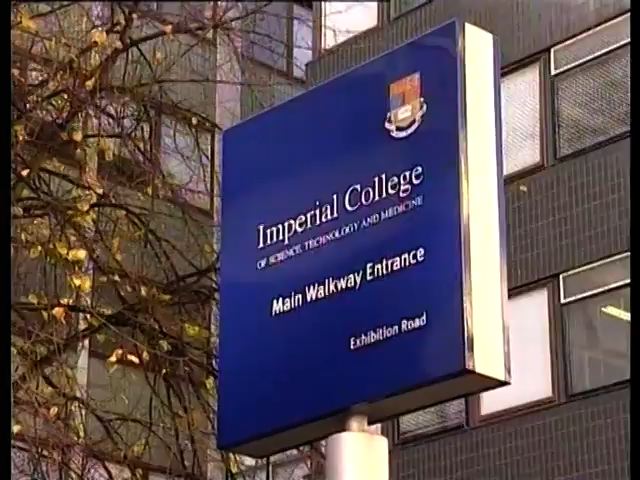 Imperial College
OF SCIENCE, TECHNOLOGY AND MEDICINE
Main Walkway Entrance
Exhibition Road